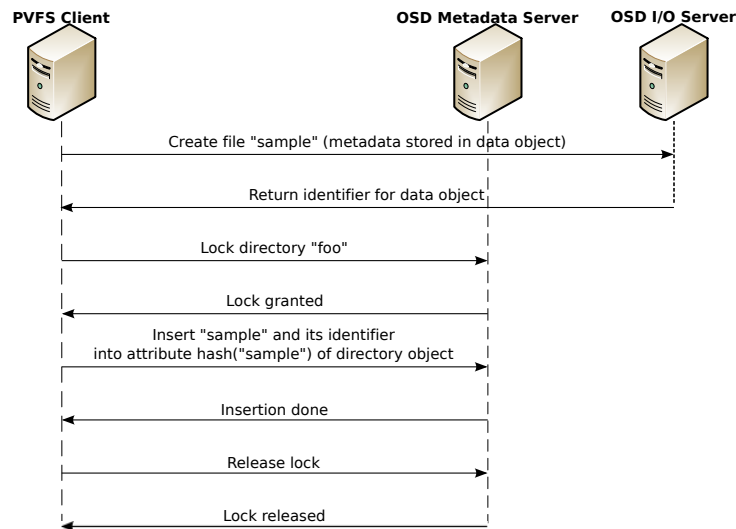 PVFS Client
OSD Metadata Server
OSD I/O Server
Create file "sample" (metadata stored in data object)
Return identifier for data object
Lock directory "foo"
Lock granted
Insert "sample" and its identifier
into attribute hash("sample") of directory object
Insertion done
Release lock
Lock released